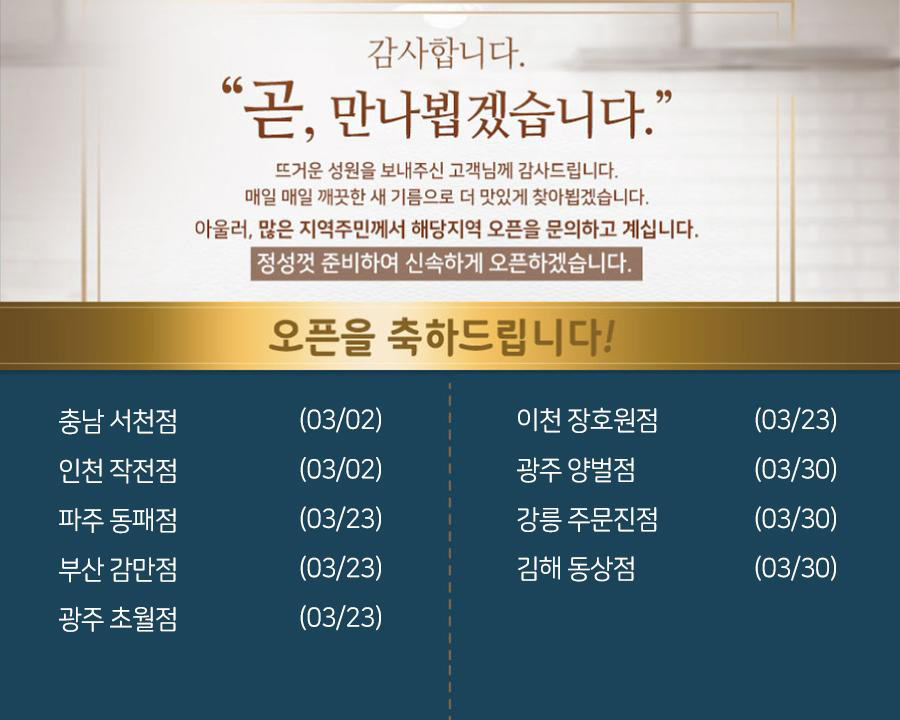 감사합니다.
“곧, 만나뵙겠습니다.”
뜨거운 성원을 보내주신 고객님께 감사드립니다.
매일 매일 깨끗한 새 기름으로 더 맛있게 찾아뵙겠습니다.
아울러, 많은 지역주민께서 해당지역 오픈을 문의하고 계십니다.
정성껏 준비하여 신속하게 오픈하겠습니다.
오픈을 축하드립니다!
충남 서천점 (03/02)
인천 작전점 (03/02)
파주 동패점 (03/23)
부산 감만점 (03/23)
광주 초월점 (03/23)
이천 장호원점 (03/23)
광주 양벌점 (03/30)
강릉 주문진점 (03/30)
김해 동상점 (03/30)